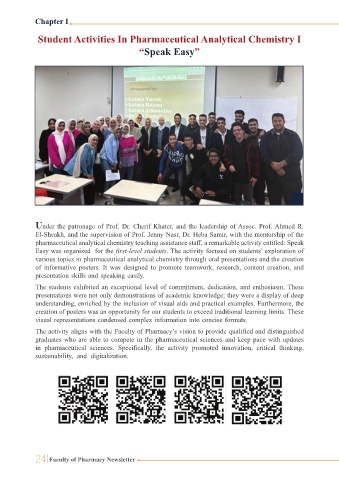 Chapter I
Student Activities In Pharmaceutical Analytical Chemistry I
“Speak Easy”
Under the patronage of Prof. Dr. Cherif Khater, and the leadership of Assoc. Prof. Ahmed R.
El-Sheakh, and the supervision of Prof. Jenny Nasr, Dr. Heba Samir, with the mentorship of the
pharmaceutical analytical chemistry teaching assistance staff, a remarkable activity entitled: Speak
Easy was organized for the first-level students. The activity focused on students’ exploration of
various topics in pharmaceutical analytical chemistry through oral presentations and the creation
of informative posters. It was designed to promote teamwork, research, content creation, and
presentation skills and speaking easily.
The students exhibited an exceptional level of commitment, dedication, and enthusiasm. These
presentations were not only demonstrations of academic knowledge; they were a display of deep
understanding, enriched by the inclusion of visual aids and practical examples. Furthermore, the
creation of posters was an opportunity for our students to exceed traditional learning limits. These
visual representations condensed complex information into concise formats.
The activity aligns with the Faculty of Pharmacy’s vision to provide qualified and distinguished
graduates who are able to compete in the pharmaceutical sciences and keep pace with updates
in pharmaceutical sciences. Specifically, the activity promoted innovation, critical thinking,
sustainability, and digitalization.
24 Faculty of Pharmacy Newsletter